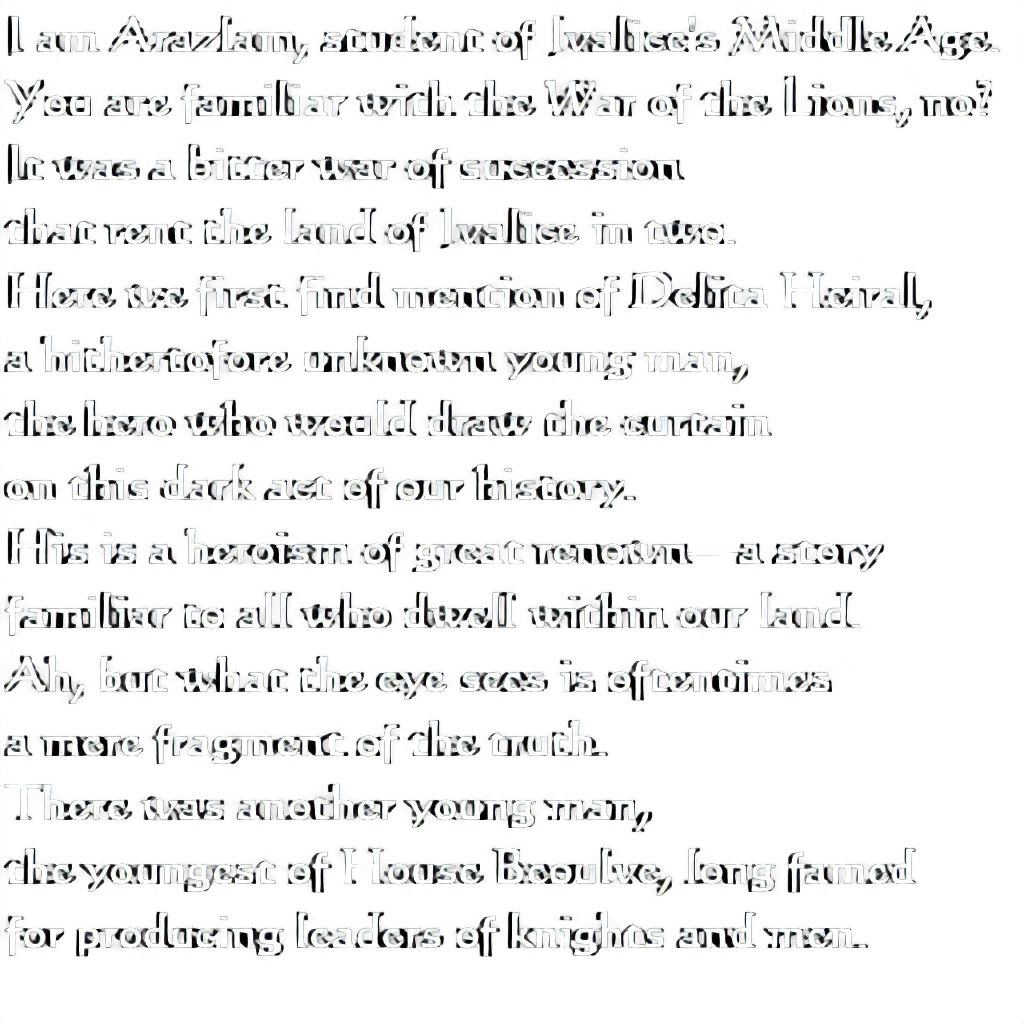 I am Arazlam, student of Ivalice's Middle Age.
You are familiar with the War of the Lions, no?
It was a bitter war of succession
that rent the land of Ivalice in two.
Here we first find mention of Delita Heiral,
a hithertofore unknown young man,
the hero who would draw the curtain
on this dark act of our history.
His is a heroism of great renown—a story
familiar to all who dwell within our land.
Ah, but what the eye sees is oftentimes
a mere fragment of the truth.
There was another young man,
the youngest of House Beoulve, long famed
for producing leaders of knights and men.